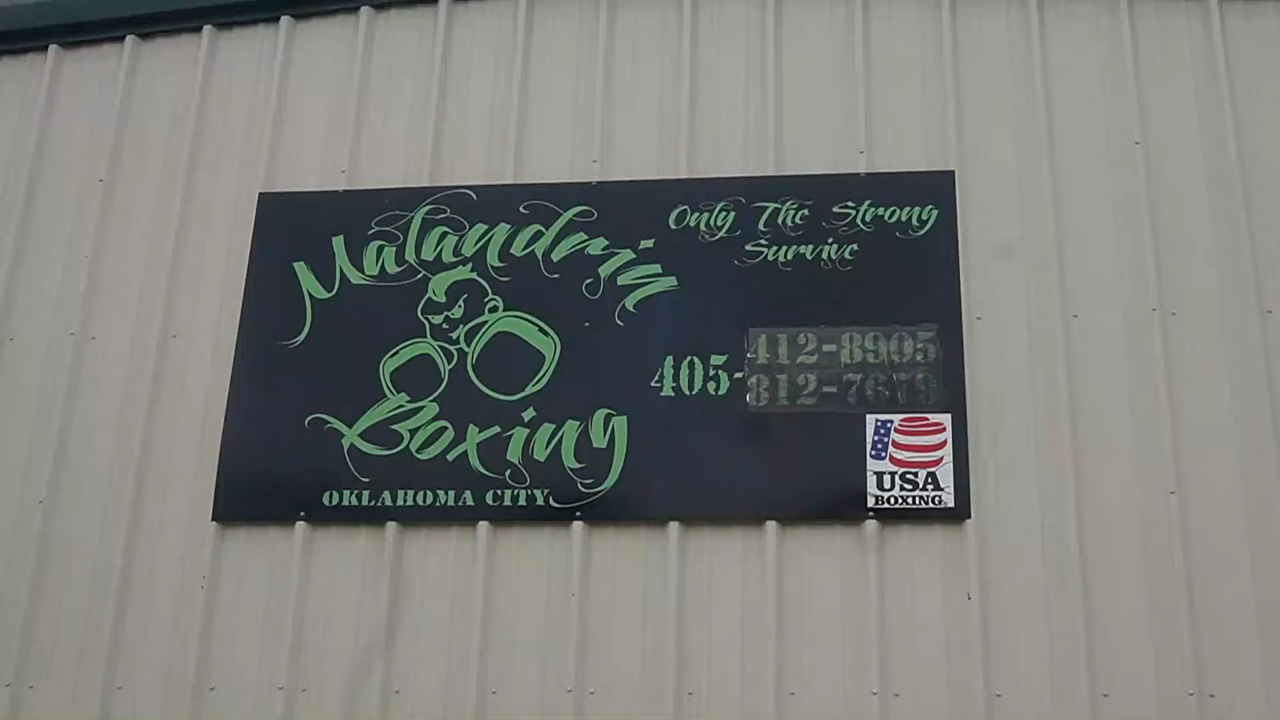 Malandrin
Boxing
OKLAHOMA CITY
Only The Strong
Survive
405-
412-8905
812-7679
USA
BOXING